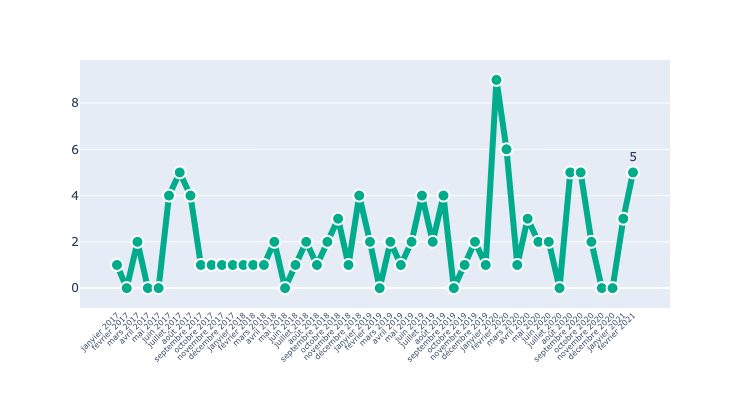 8
6
4
2
0
5
janvier 2017
février 2017
mars 2017
avril 2017
mai 2017
juin 2017
juillet 2017
août 2017
septembre 2017
octobre 2017
novembre 2017
décembre 2017
janvier 2018
février 2018
mars 2018
avril 2018
mai 2018
juin 2018
juillet 2018
août 2018
septembre 2018
octobre 2018
novembre 2018
décembre 2018
janvier 2019
février 2019
mars 2019
avril 2019
mai 2019
juin 2019
juillet 2019
août 2019
septembre 2019
octobre 2019
novembre 2019
décembre 2019
janvier 2020
février 2020
mars 2020
avril 2020
mai 2020
juin 2020
juillet 2020
août 2020
septembre 2020
octobre 2020
novembre 2020
décembre 2020
janvier 2021
février 2021